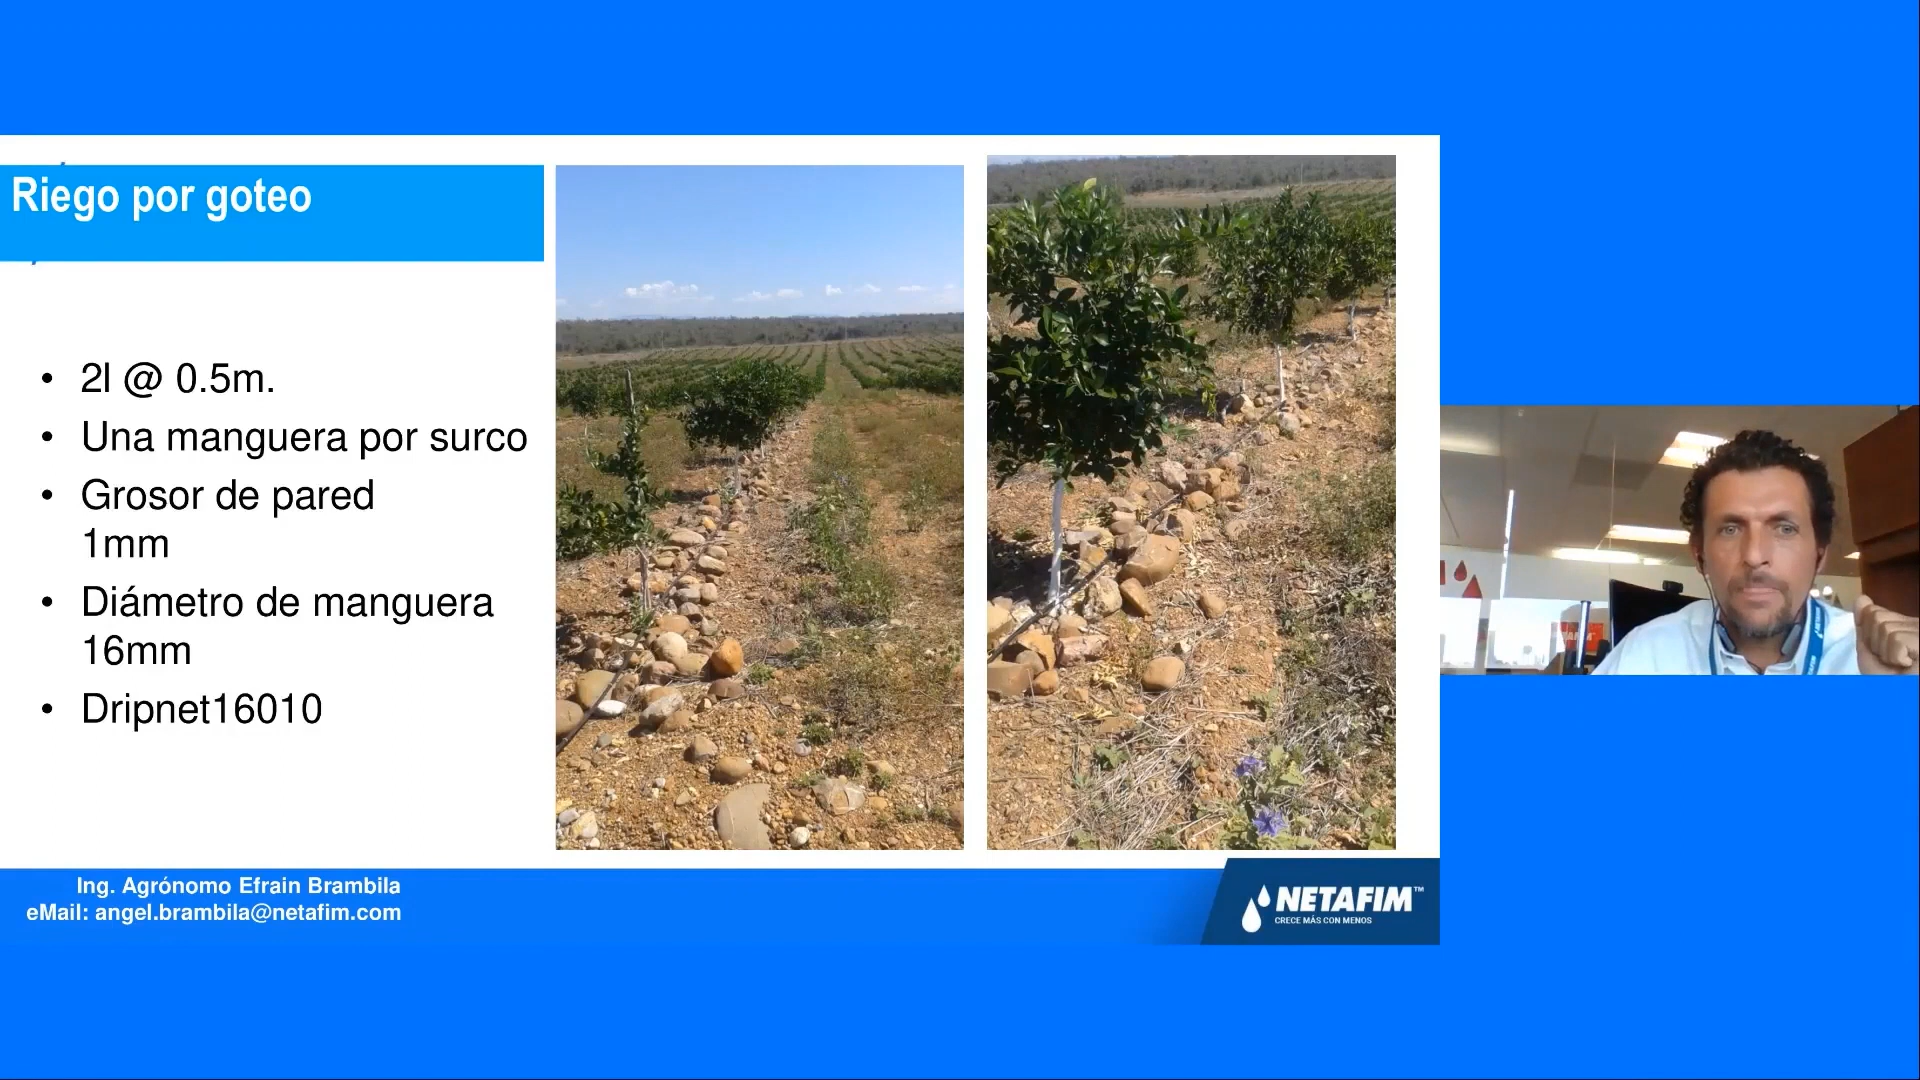 Riego por goteo
• 2l @ 0.5m.
• Una manguera por surco
• Grosor de pared
1mm
• Diámetro de manguera
16mm
• Dripnet16010
Ing. Agrónomo Efrain Brambila
eMail: angel.brambila@netafim.com
NETAFIM™
CRECE MÁS CON MENOS